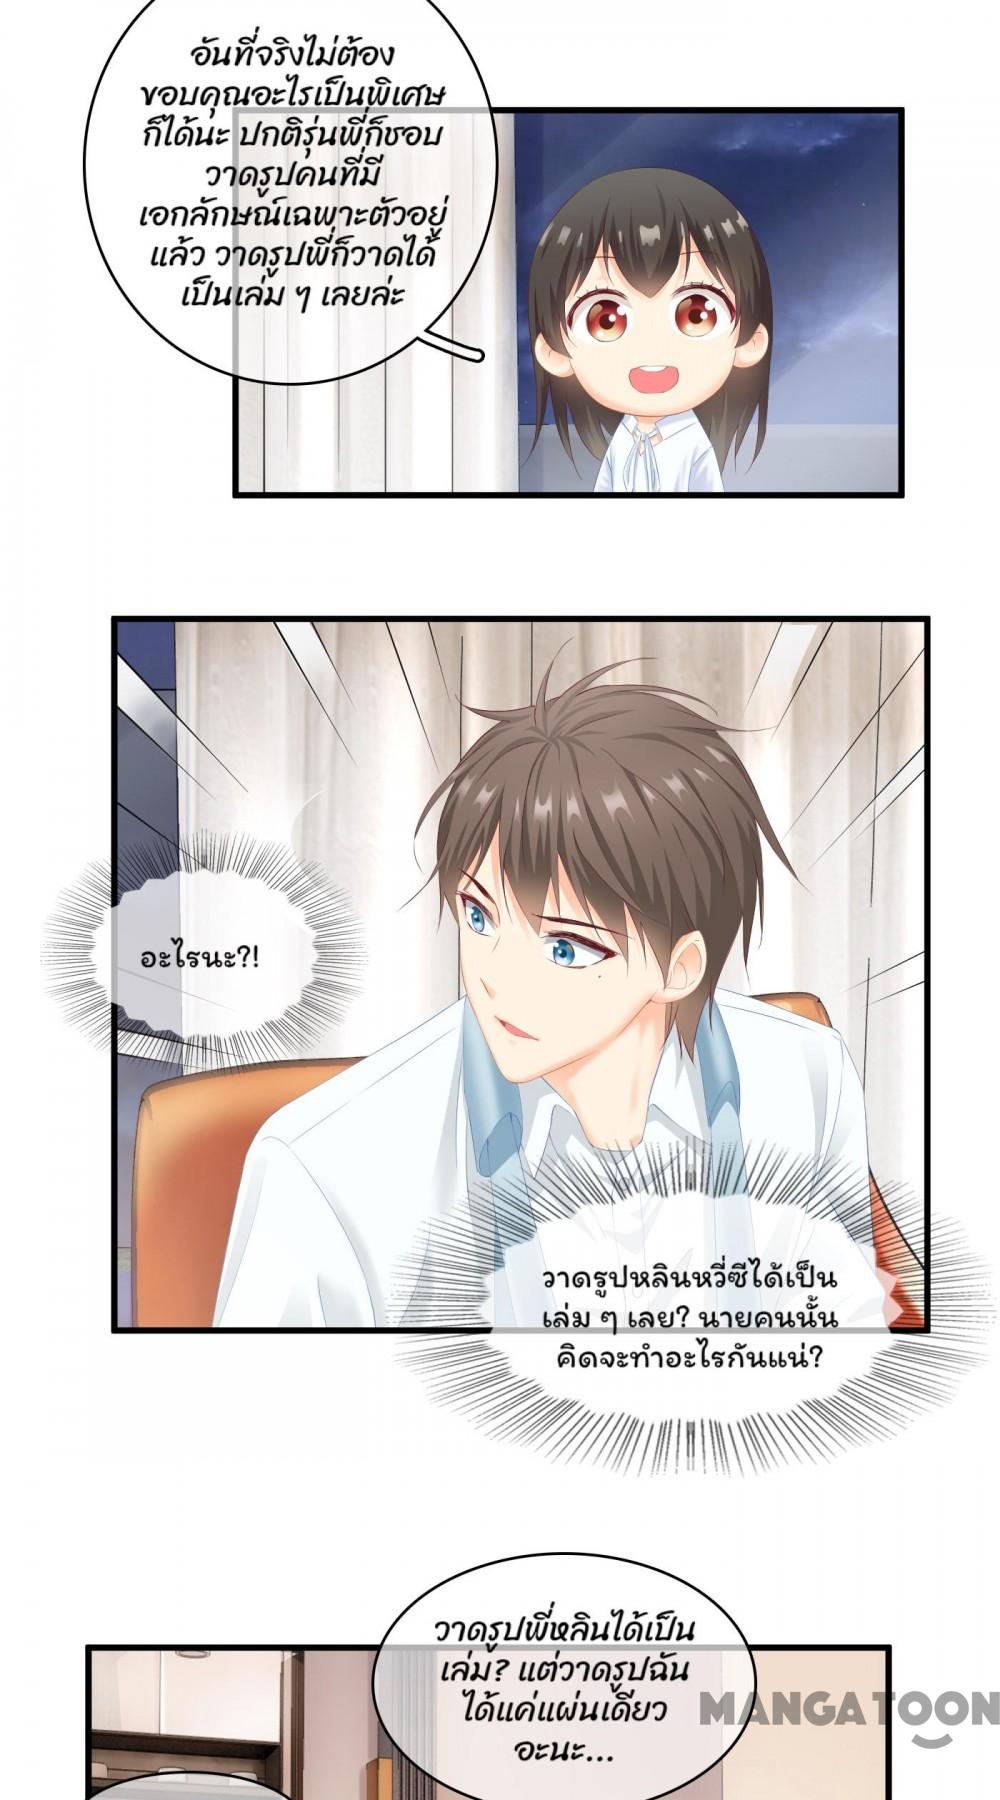 อันที่จริงไม่ต้อง
ขอบคุณอะไรเป็นพิเศษ
ก็ได้นะ ปกติรุ่นพี่ก็ชอบ
วาดรูปคนที่มี
เอกลักษณ์เฉพาะตัวอยู่
แล้ว วาดรูปพี่ก็วาดได้
เป็นเล่ม ๆ เลยล่ะ
อะไรนะ?!
วาดรูปหลินหวี่ซีได้เป็น
เล่ม ๆ เลย? นายคนนั้น
คิดจะทำอะไรกันแน่?
วาดรูปพี่หลินได้เป็น
เล่ม? แต่วาดรูปฉัน
ได้แค่แผ่นเดียว
อะนะ...
MANGATOON